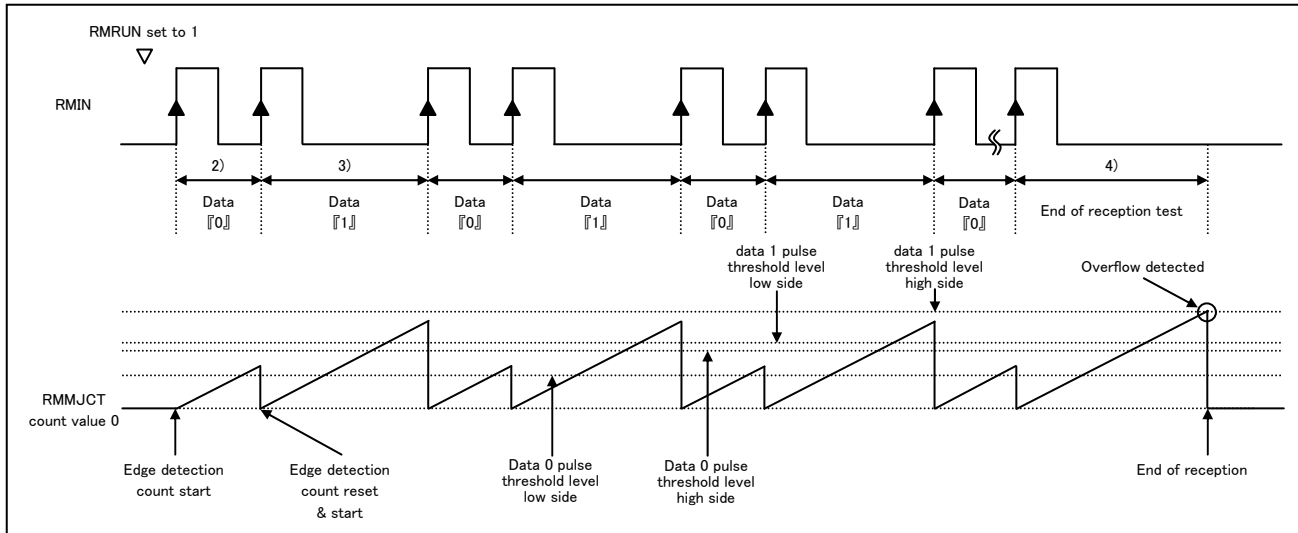 RMRUN set to 1
RMIN
2)
3)
4)
Data
『0』
Data
『1』
Data
『0』
Data
『1』
Data
『0』
Data
『1』
Data
『0』
End of reception test
data 1 pulse
threshold level
low side
data 1 pulse
threshold level
high side
Overflow detected
RMMJCT
count value 0
Edge detection
count start
Edge detection
count reset
& start
Data 0 pulse
threshold level
low side
Data 0 pulse
threshold level
high side
End of reception